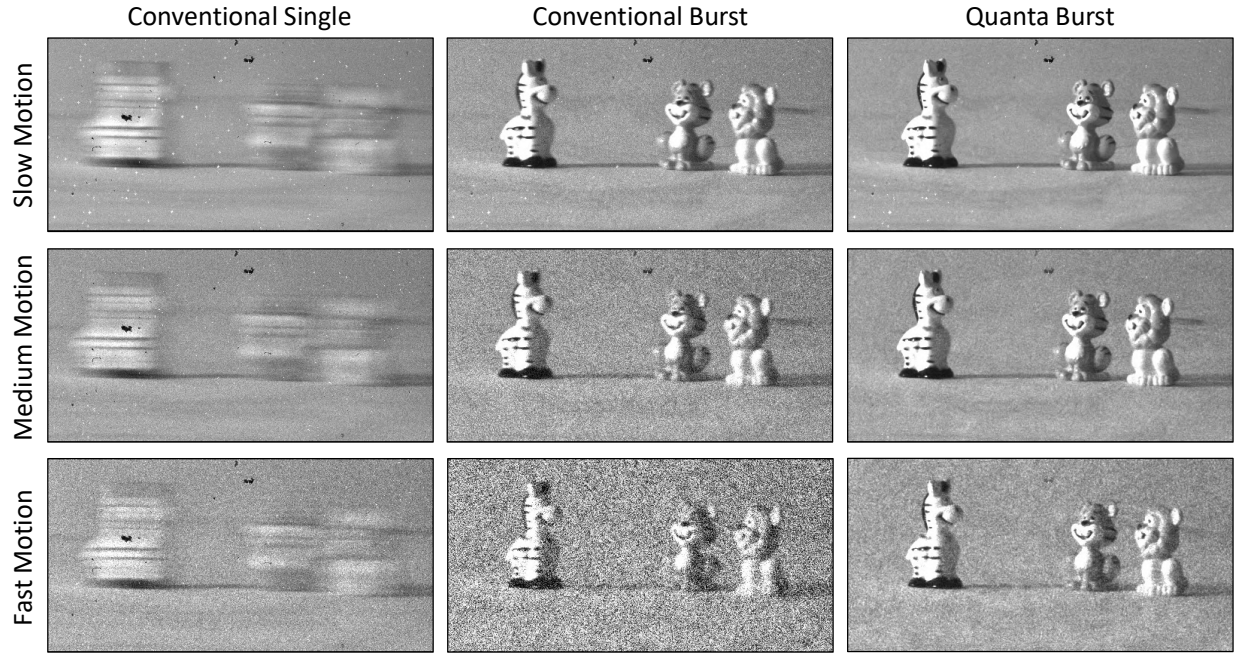 Conventional Single
Conventional Burst
Quanta Burst
Slow Motion
Medium Motion
Fast Motion